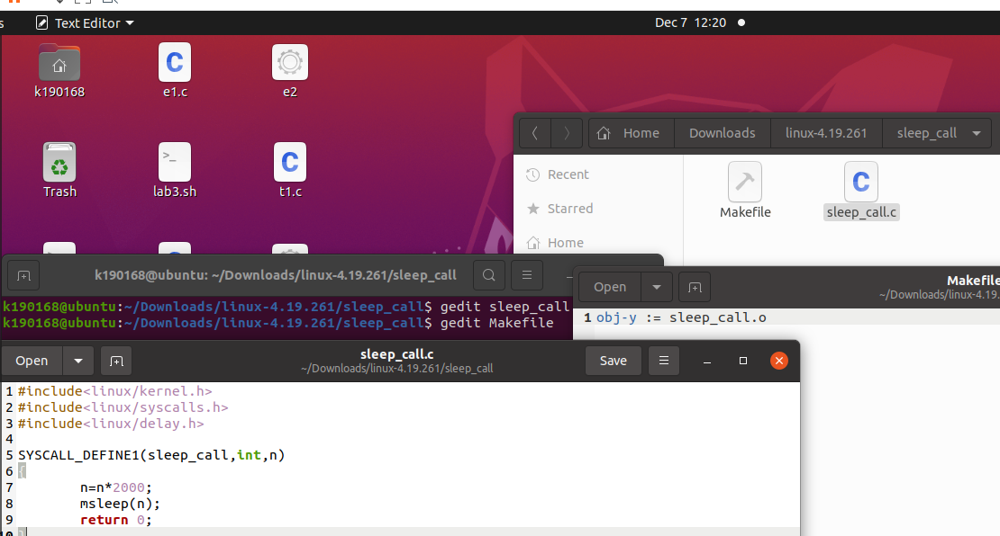 s Text Editor Dec 7 12:20
k190168 e1.c e2
Trash lab3.sh t1.c
Home Downloads linux-4.19.261 sleep_call
Recent
Starred
Home
Makefile sleep_call.c
k190168@ubuntu: ~/Downloads/linux-4.19.261/sleep_call
k190168@ubuntu:~/Downloads/linux-4.19.261/sleep_call$ gedit sleep_call
k190168@ubuntu:~/Downloads/linux-4.19.261/sleep_call$ gedit Makefile
Open Makefile
~/Downloads/linux-4.19.
1 obj-y := sleep_call.o
Open sleep_call.c Save
~/Downloads/linux-4.19.261/sleep_call
1 #include<linux/kernel.h>
2 #include<linux/syscalls.h>
3 #include<linux/delay.h>
4
5 SYSCALL_DEFINE1(sleep_call,int,n)
6 {
7 n=n*2000;
8 msleep(n);
9 return 0;
10 }